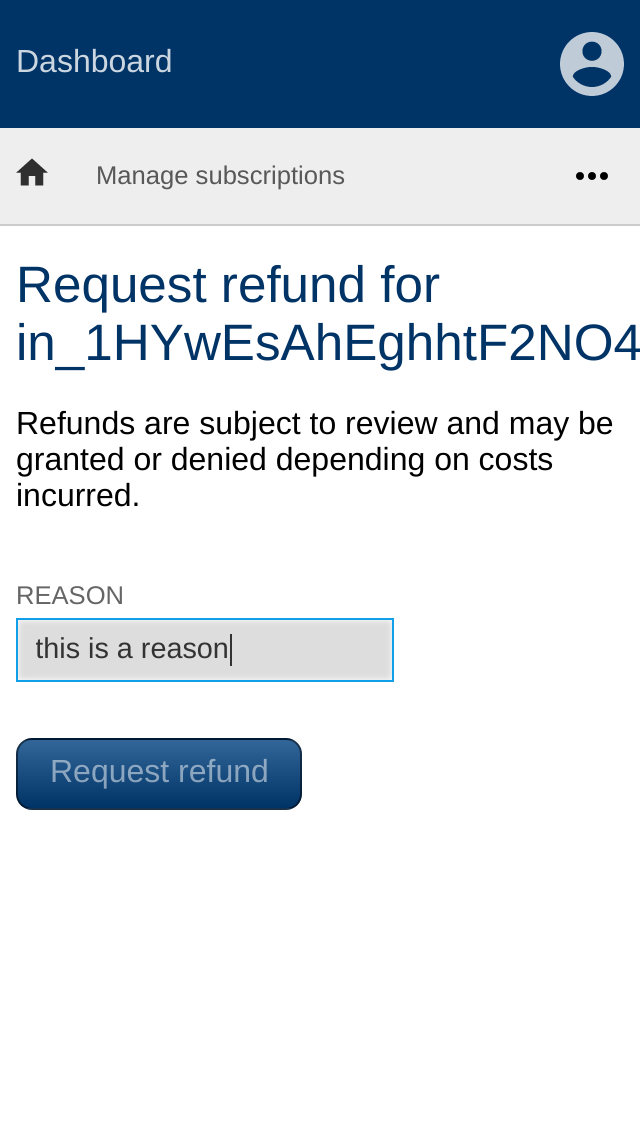 Dashboard
Manage subscriptions
Request refund for
in_1HYwEsAhEghhtF2NO4
Refunds are subject to review and may be
granted or denied depending on costs
incurred.
REASON
this is a reason
Request refund